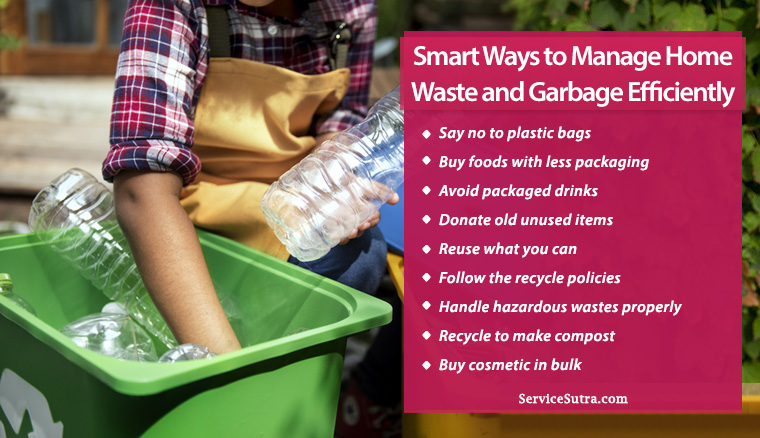 Smart Ways to Manage Home
Waste and Garbage Efficiently
Say no to plastic bags
Buy foods with less packaging
Avoid packaged drinks
Donate old unused items
Reuse what you can
Follow the recycle policies
Handle hazardous wastes properly
Recycle to make compost
Buy cosmetic in bulk
ServiceSutra.com